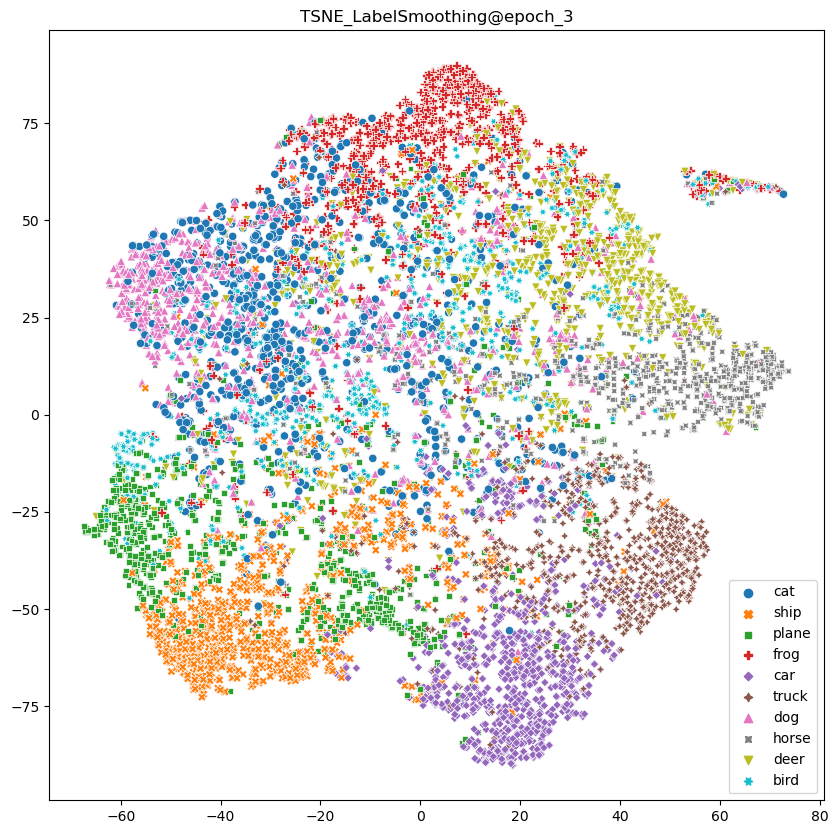 TSNE_LabelSmoothing@epoch_3
75
50
25
0
−25
−50
−75
−60
−40
−20
0
20
40
60
80
cat
ship
plane
frog
car
truck
dog
horse
deer
bird